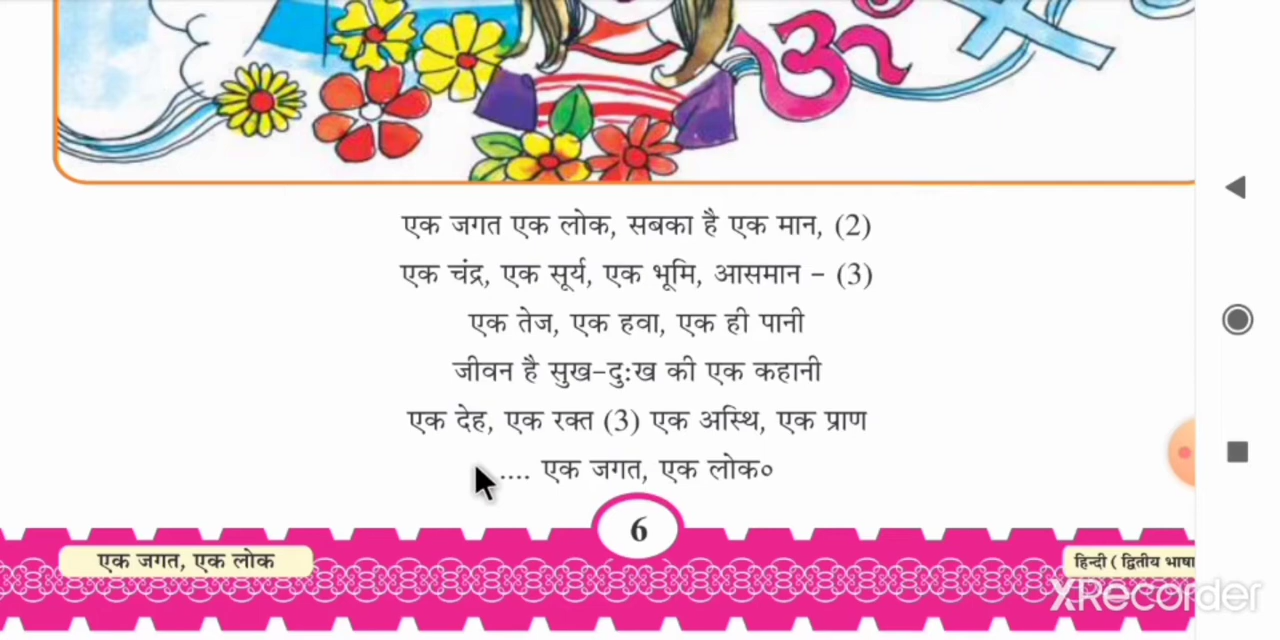 ॐ
एक जगत एक लोक, सबका है एक मान, (2)
एक चंद्र, एक सूर्य, एक भूमि, आसमान - (3)
एक तेज, एक हवा, एक ही पानी
जीवन है सुख-दुःख की एक कहानी
एक देह, एक रक्त (3) एक अस्थि, एक प्राण
.... एक जगत, एक लोक०
6
एक जगत, एक लोक
हिन्दी ( द्वितीय भाषा
XRecorder